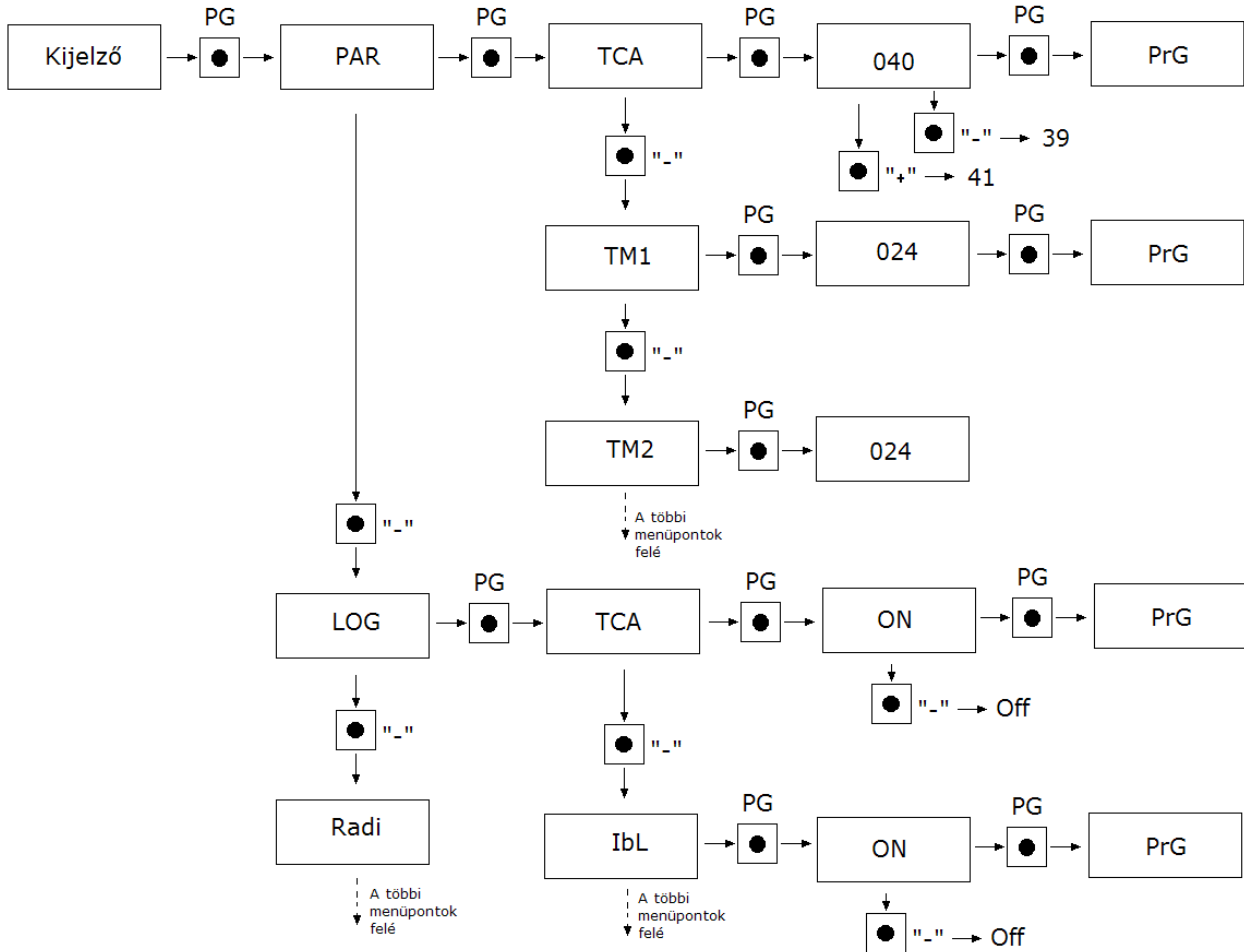 PG PG PG PG
Kijelző PAR TCA 040 PrG
"-" → 39
"-"
"+" → 41
PG PG
TM1 024 PrG
"-"
PG
TM2 024
"-"
A többi
menüpontok
felé
PG PG PG
LOG TCA ON PrG
"-" → Off
"-" "-"
PG PG
Radi IbL ON PrG
A többi
menüpontok
felé
A többi
menüpontok
felé
"-" → Off